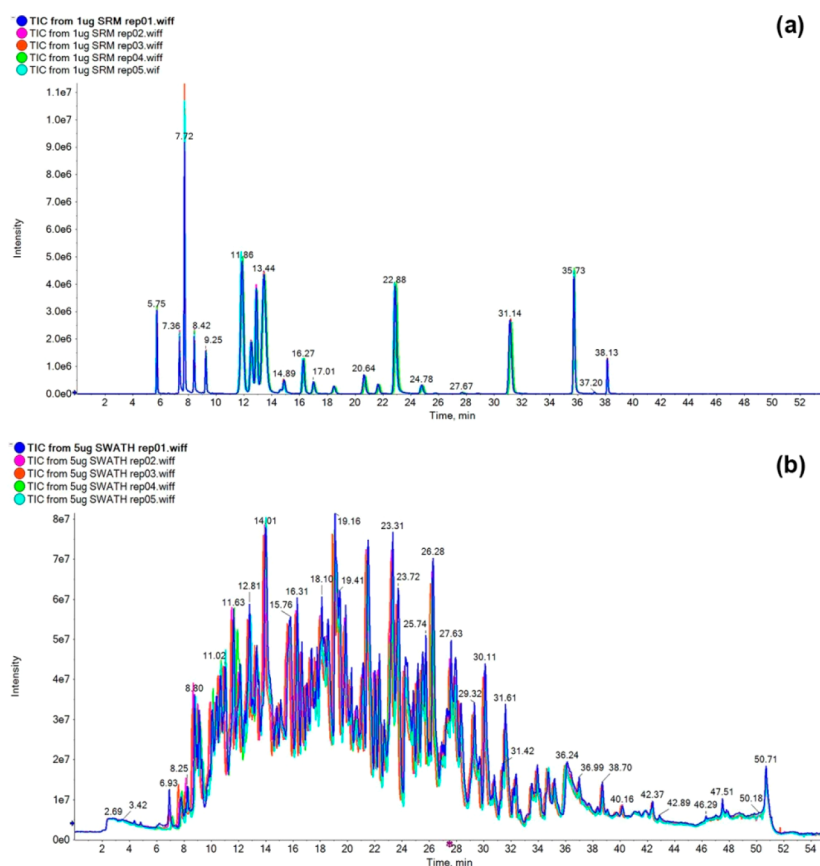 TIC from 1ug SRM rep01.wiff
(a)
TIC from 1ug SRM rep02.wiff
TIC from 1ug SRM rep03.wiff
TIC from 1ug SRM rep04.wiff
TIC from 1ug SRM rep05.wif
1.1e7
1.0e7
9.0e6
8.0e6
7.0e6
6.0e6
5.0e6
4.0e6
3.0e6
2.0e6
1.0e6
0.0e0
Intensity
7.72
11.86
13.44
22.88
35.73
5.75
31.14
7.36
8.42
9.25
16.27
38.13
14.89
17.01
20.64
24.78
27.67
37.20
2 4 6 8 10 12 14 16 18 20 22 24 26 28 30 32 34 36 38 40 42 44 46 48 50 52 54
Time, min
TIC from 5ug SWATH rep01.wiff
(b)
TIC from 5ug SWATH rep02.wiff
TIC from 5ug SWATH rep03.wiff
TIC from 5ug SWATH rep04.wiff
TIC from 5ug SWATH rep05.wiff
8e7
7e7
6e7
5e7
4e7
3e7
2e7
1e7
0e0
Intensity
14.01
19.16
23.31
26.28
12.81
16.31
18.10
19.41
23.72
11.63
15.76
25.74
27.63
11.02
30.11
8.80
29.32
31.61
8.25
31.42
36.24
50.71
6.93
36.99
38.70
2.69
3.42
40.16
42.37
42.89
46.29
47.51
50.18
2 4 6 8 10 12 14 16 18 20 22 24 26 28 30 32 34 36 38 40 42 44 46 48 50 52 54
Time, min